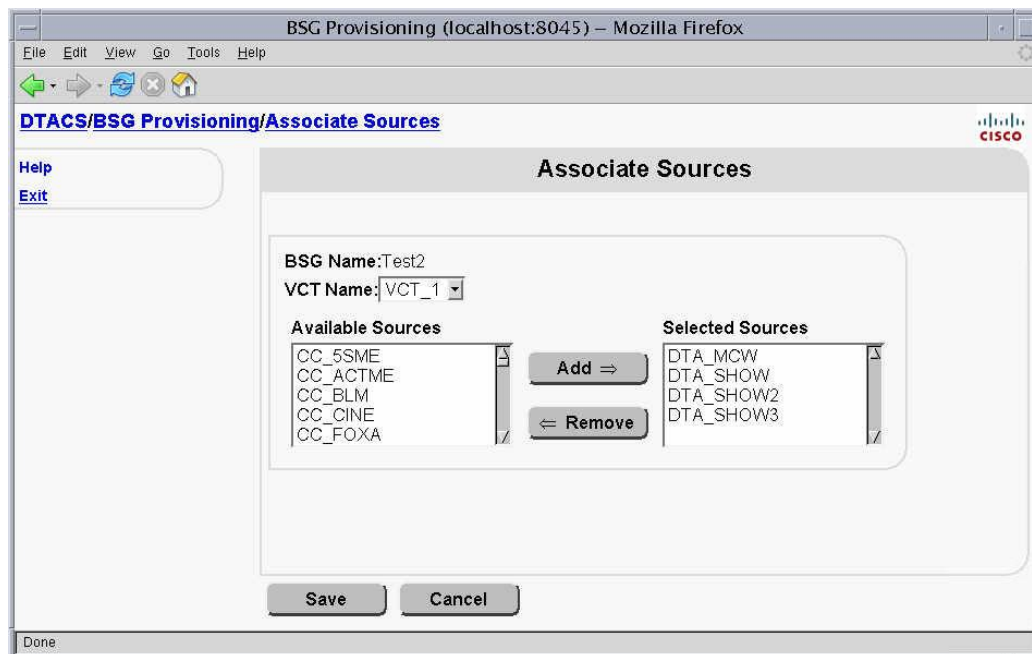 BSG Provisioning (localhost:8045) – Mozilla Firefox
File Edit View Go Tools Help
DTACS/BSG Provisioning/Associate Sources
CISCO
Help
Exit
Associate Sources
BSG Name:Test2
VCT Name: VCT_1
Available Sources
Selected Sources
CC_5SME
CC_ACTME
CC_BLM
CC_CINE
CC_FOXA
Add ⇒
⇐ Remove
DTA_MCW
DTA_SHOW
DTA_SHOW2
DTA_SHOW3
Save
Cancel
Done